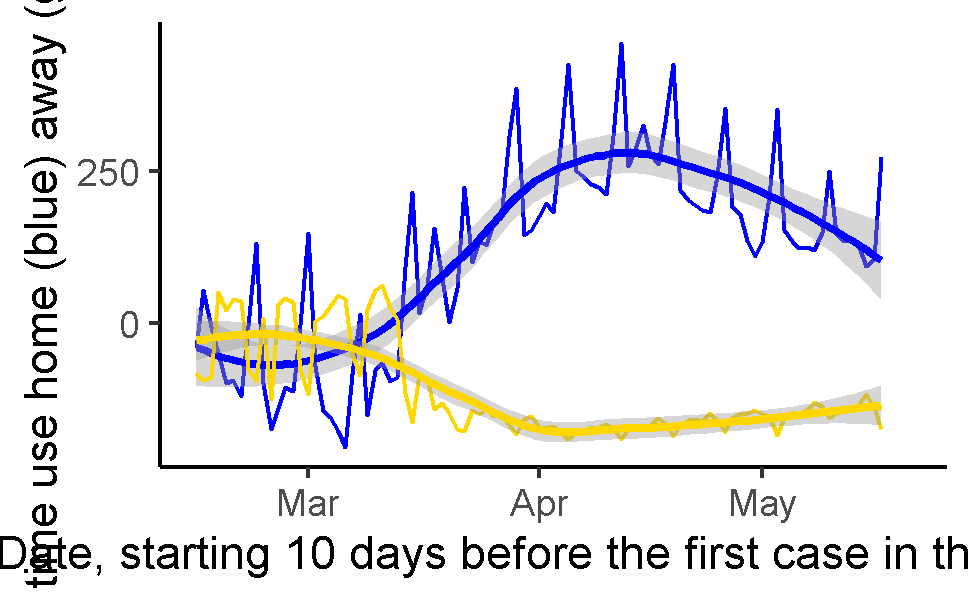 time use home (blue) away (
250
0
Mar Apr May
Date, starting 10 days before the first case in th